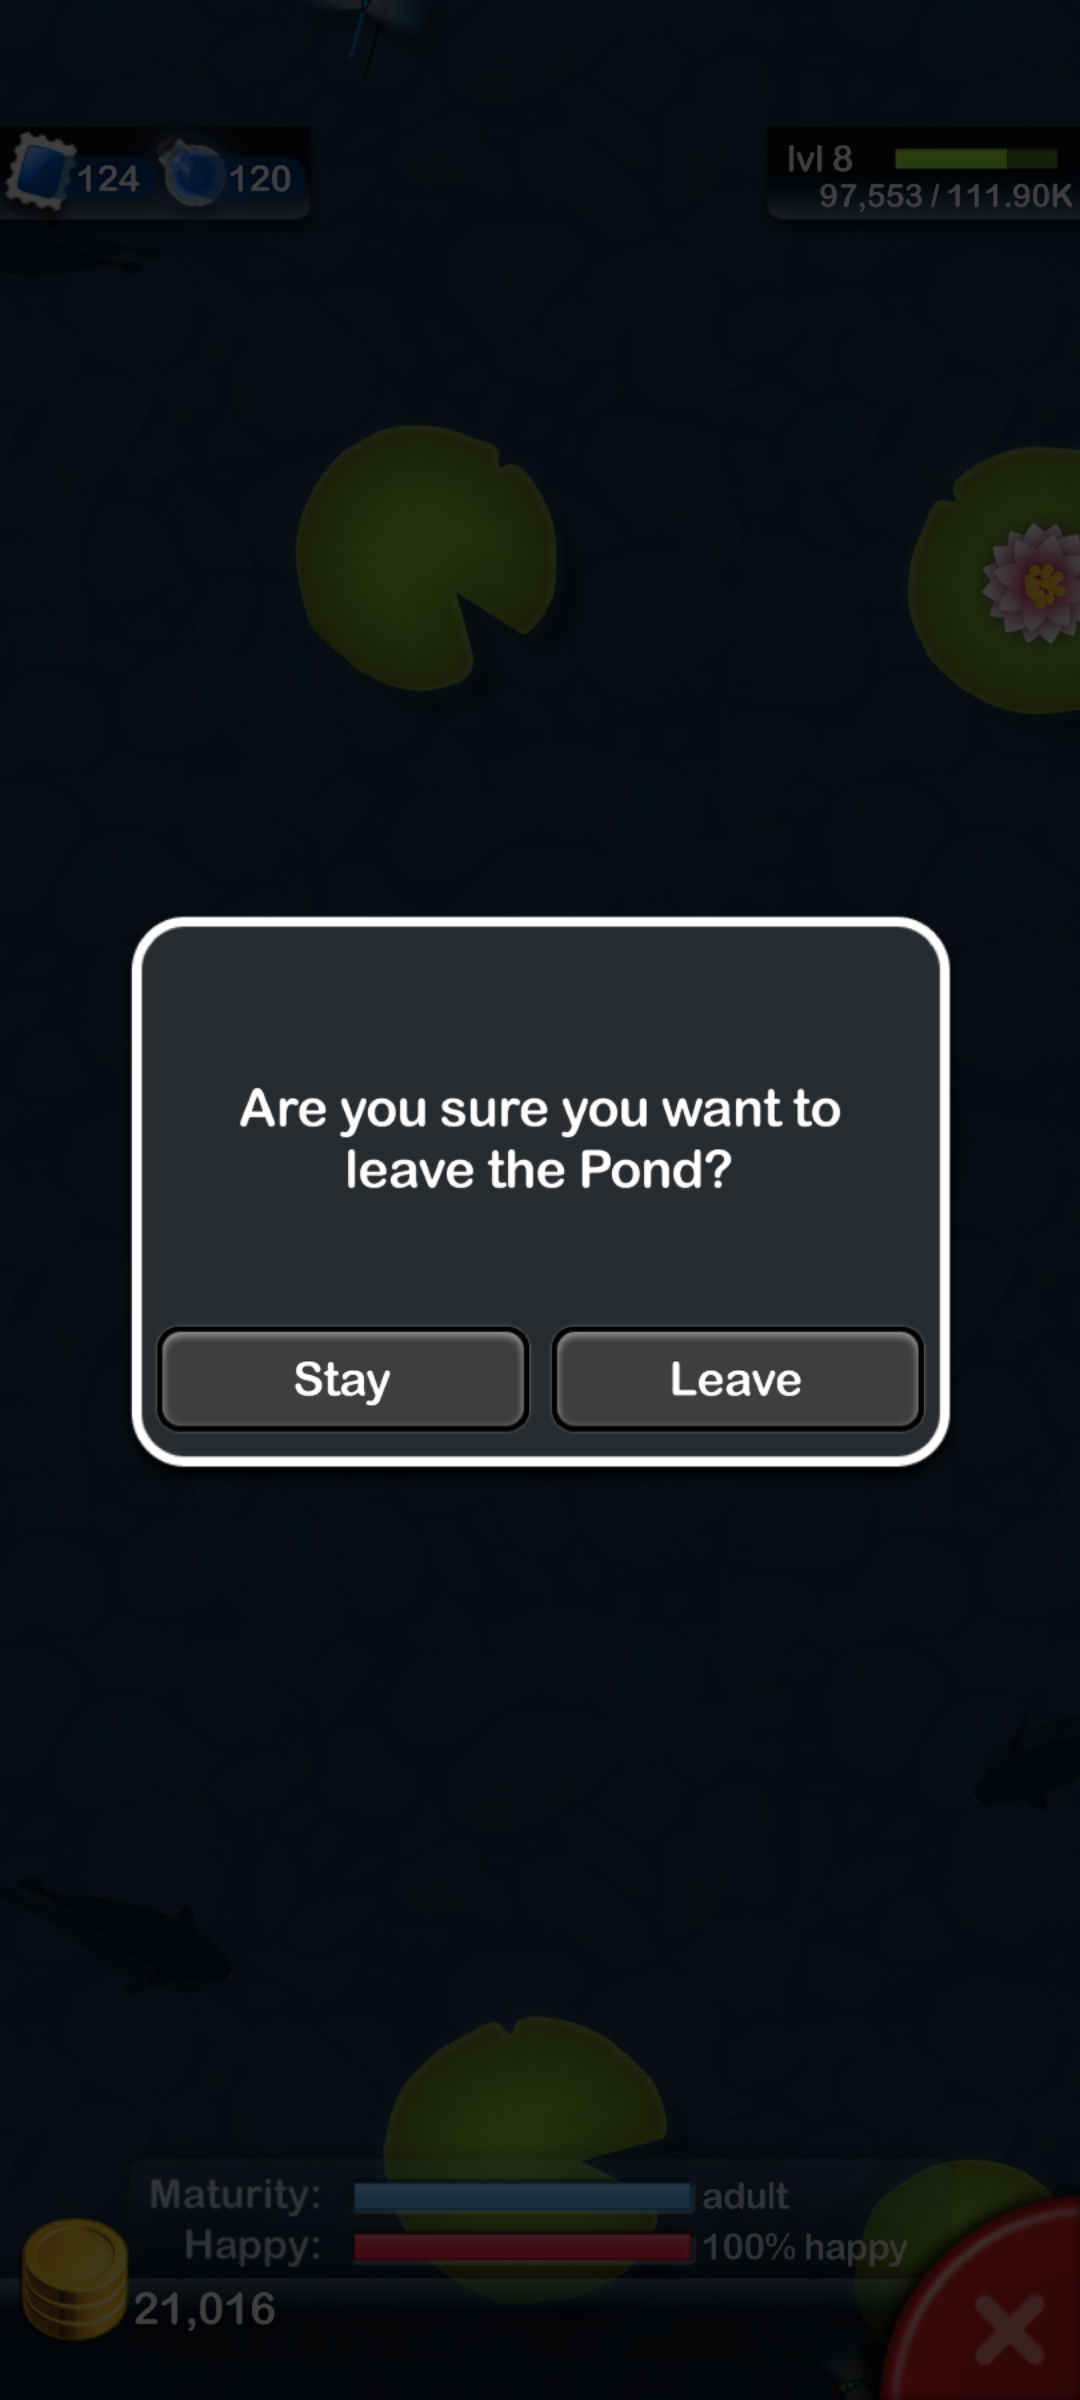 124
120
lvl 8
97,553 / 111.90K
Are you sure you want to
leave the Pond?
Stay
Leave
Maturity: adult
Happy: 100% happy
21,016